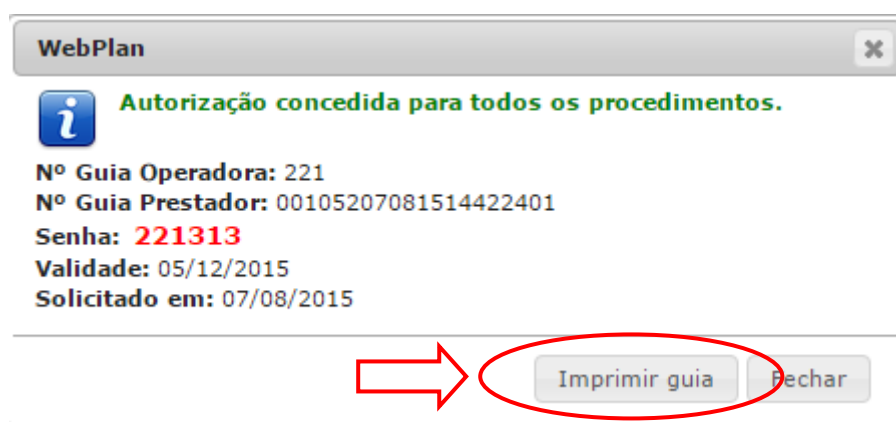 WebPlan
Autorização concedida para todos os procedimentos.
Nº Guia Operadora: 221
Nº Guia Prestador: 00105207081514422401
Senha: 221313
Validade: 05/12/2015
Solicitado em: 07/08/2015
Imprimir guia Fechar